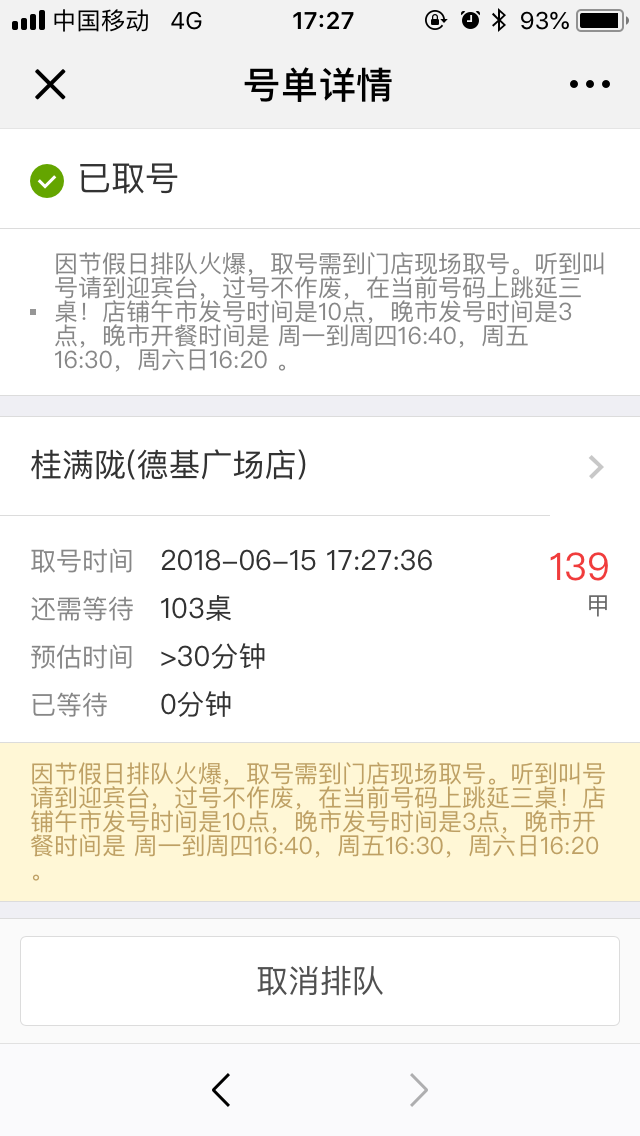 中国移动 4G 17:27 93%
号单详情
已取号
因节假日排队火爆，取号需到门店现场取号。听到叫
号请到迎宾台，过号不作废，在当前号码上跳延三
桌！店铺午市发号时间是10点，晚市发号时间是3
点，晚市开餐时间是 周一到周四16:40，周五
16:30，周六日16:20 。
桂满陇(德基广场店)
取号时间 2018-06-15 17:27:36 139
还需等待 103桌 甲
预估时间 >30分钟
已等待 0分钟
因节假日排队火爆，取号需到门店现场取号。听到叫号
请到迎宾台，过号不作废，在当前号码上跳延三桌！店
铺午市发号时间是10点，晚市发号时间是3点，晚市开
餐时间是 周一到周四16:40，周五16:30，周六日16:20
。
取消排队